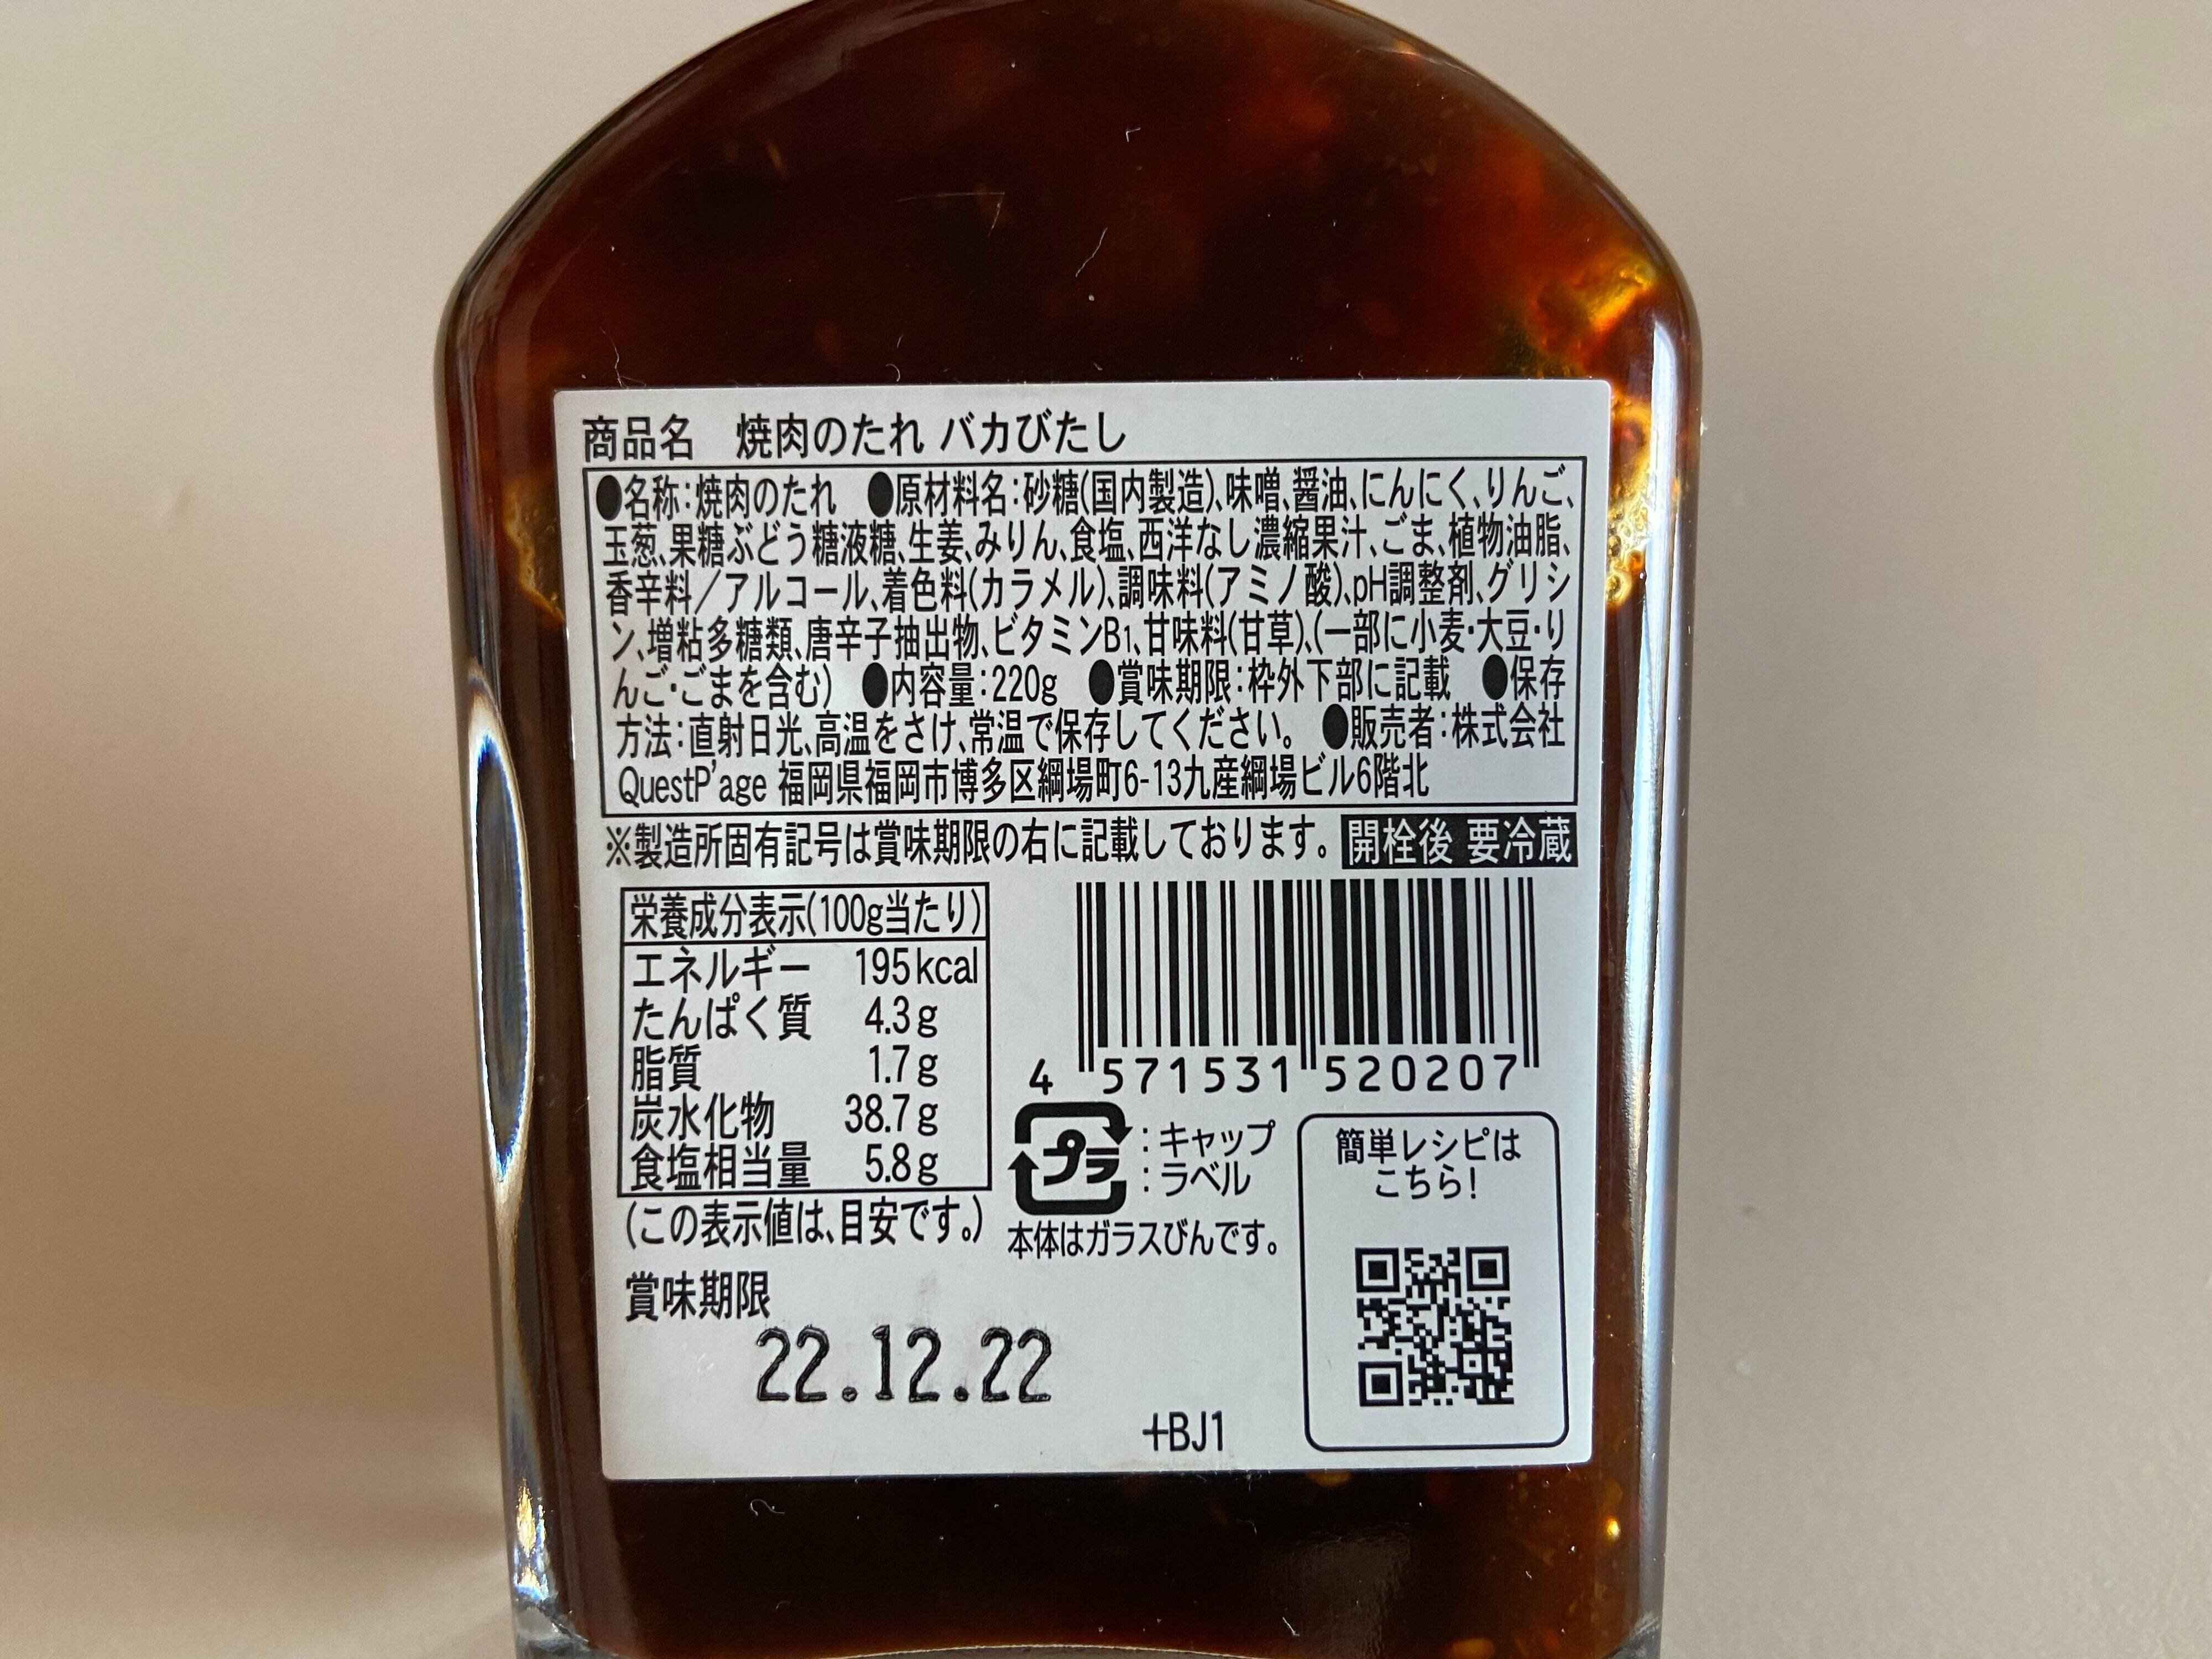 商品名　焼肉のたれ バカびたし
●名称:焼肉のたれ　●原材料名:砂糖(国内製造)、味噌、醤油、にんにく、りんご、
玉葱、果糖ぶどう糖液糖、生姜、みりん、食塩、西洋なし濃縮果汁、ごま、植物油脂、
香辛料／アルコール、着色料(カラメル)、調味料(アミノ酸)、pH調整剤、グリシ
ン、増粘多糖類、唐辛子抽出物、ビタミンB₁、甘味料(甘草)、(一部に小麦・大豆・り
んご・ごまを含む)　●内容量:220g　●賞味期限:枠外下部に記載　●保存
方法:直射日光、高温をさけ、常温で保存してください。　●販売者:株式会社
QuestP'age 福岡県福岡市博多区綱場町6-13九産綱場ビル6階北
※製造所固有記号は賞味期限の右に記載しております。 開栓後 要冷蔵
栄養成分表示(100g当たり)
エネルギー 195kcal
たんぱく質 4.3g
脂質 1.7g
炭水化物 38.7g
食塩相当量 5.8g
(この表示値は、目安です。)
4 571531 520207
プラ
:キャップ
:ラベル
本体はガラスびんです。
簡単レシピは
こちら!
賞味期限
22.12.22
+BJ1